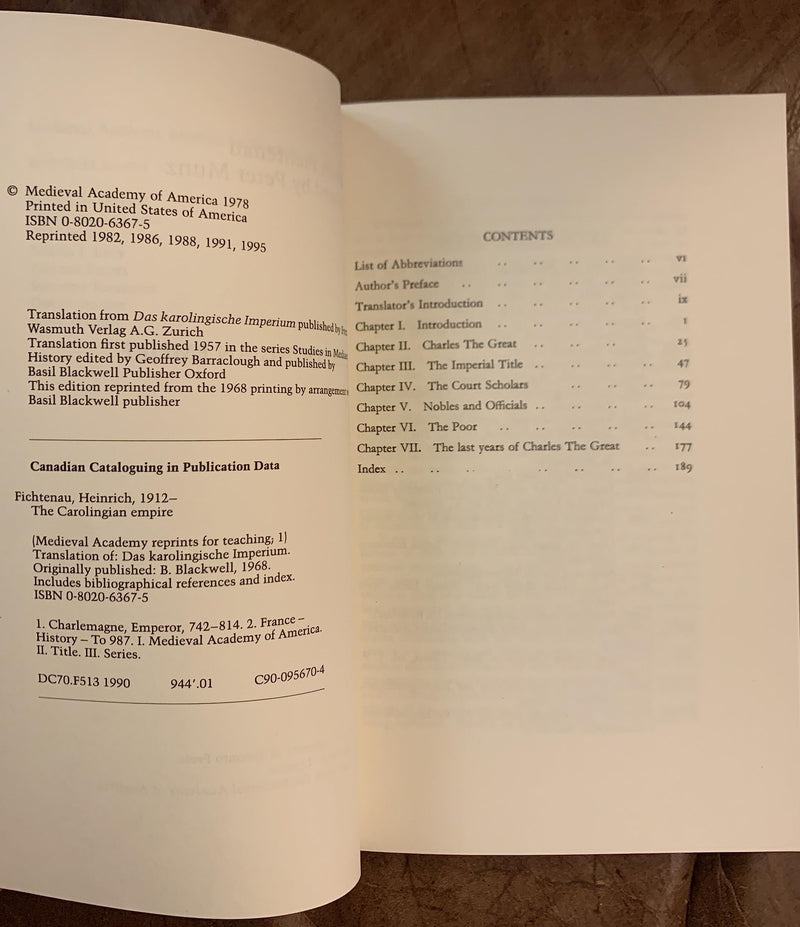 © Medieval Academy of America 1978
Printed in United States of America
ISBN 0-8020-6367-5
Reprinted 1982, 1986, 1988, 1991, 1995
Translation from Das karolingische Imperium published by
Wasmuth Verlag A.G. Zurich
Translation first published 1957 in the series Studies in
History edited by Geoffrey Barraclough and published by
Basil Blackwell Publisher Oxford
This edition reprinted from the 1968 printing by arrangement
Basil Blackwell publisher
Canadian Cataloguing in Publication Data
Fichtenau, Heinrich, 1912–
The Carolingian empire
(Medieval Academy reprints for teaching; 1)
Translation of: Das karolingische Imperium.
Originally published: B. Blackwell, 1968.
Includes bibliographical references and index.
ISBN 0-8020-6367-5
1. Charlemagne, Emperor, 742–814. 2. France –
History – To 987. I. Medieval Academy of America.
II. Title. III. Series.
DC70.F513 1990 944'.01 C90-095670-4
CONTENTS
List of Abbreviations .. .. .. .. .. vi
Author's Preface .. .. .. .. .. .. vii
Translator's Introduction .. .. .. .. .. ix
Chapter I. Introduction .. .. .. .. .. 1
Chapter II. Charles The Great .. .. .. 25
Chapter III. The Imperial Title .. .. .. .. 47
Chapter IV. The Court Scholars .. .. .. 79
Chapter V. Nobles and Officials .. .. .. .. 104
Chapter VI. The Poor .. .. .. .. .. 144
Chapter VII. The last years of Charles The Great .. 177
Index .. .. .. .. .. .. .. 189